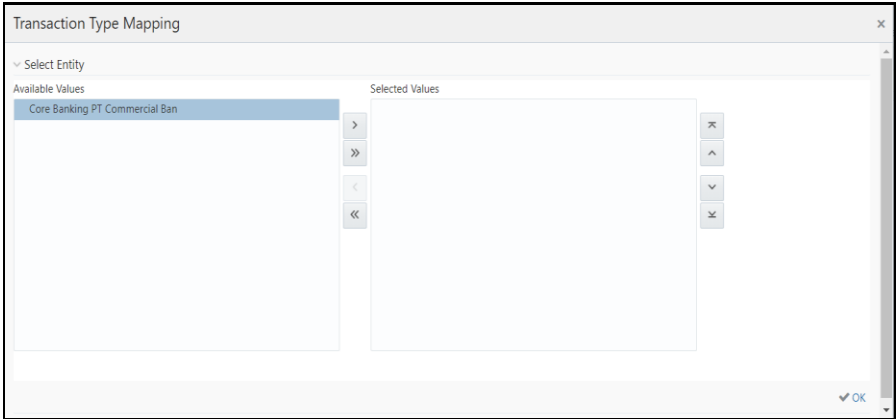 Transaction Type Mapping
Select Entity
Available Values
Selected Values
Core Banking PT Commercial Ban
OK